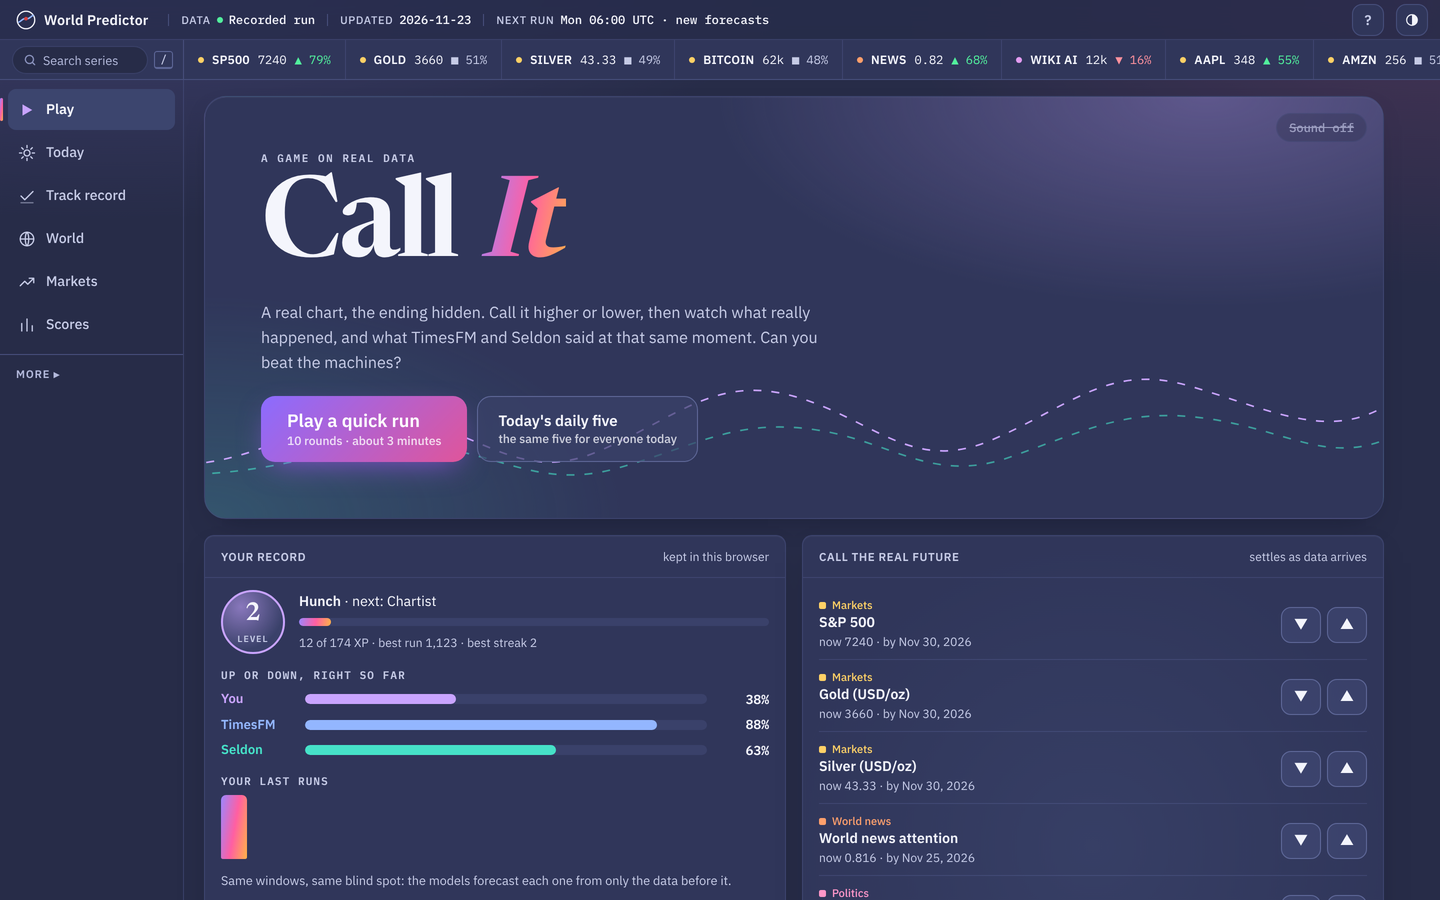 World Predictor
DATA Recorded run
UPDATED 2026-11-23
NEXT RUN Mon 06:00 UTC · new forecasts
?
Search series /
SP500 7240 ▲ 79%
GOLD 3660 ■ 51%
SILVER 43.33 ■ 49%
BITCOIN 62k ■ 48%
NEWS 0.82 ▲ 68%
WIKI AI 12k ▼ 16%
AAPL 348 ▲ 55%
AMZN 256 ■
Play
Today
Track record
World
Markets
Scores
MORE ▸
Sound off
A GAME ON REAL DATA
Call It
A real chart, the ending hidden. Call it higher or lower, then watch what really
happened, and what TimesFM and Seldon said at that same moment. Can you
beat the machines?
Play a quick run
10 rounds · about 3 minutes
Today's daily five
the same five for everyone today
YOUR RECORD
kept in this browser
2
LEVEL
Hunch · next: Chartist
12 of 174 XP · best run 1,123 · best streak 2
UP OR DOWN, RIGHT SO FAR
You 38%
TimesFM 88%
Seldon 63%
YOUR LAST RUNS
Same windows, same blind spot: the models forecast each one from only the data before it.
CALL THE REAL FUTURE
settles as data arrives
Markets
S&P 500
now 7240 · by Nov 30, 2026
▼ ▲
Markets
Gold (USD/oz)
now 3660 · by Nov 30, 2026
▼ ▲
Markets
Silver (USD/oz)
now 43.33 · by Nov 30, 2026
▼ ▲
World news
World news attention
now 0.816 · by Nov 25, 2026
▼ ▲
Politics